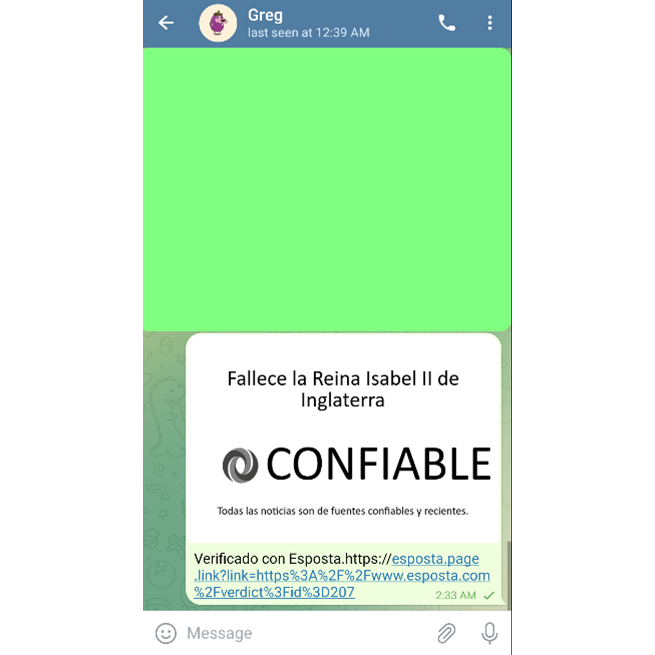 Greg
last seen at 12:39 AM
Fallece la Reina Isabel II de
Inglaterra
CONFIABLE
Todas las noticias son de fuentes confiables y recientes.
Verificado con Esposta.https://esposta.page
.link?link=https%3A%2F%2Fwww.esposta.com
%2Fverdict%3Fid%3D207
2:33 AM
Message